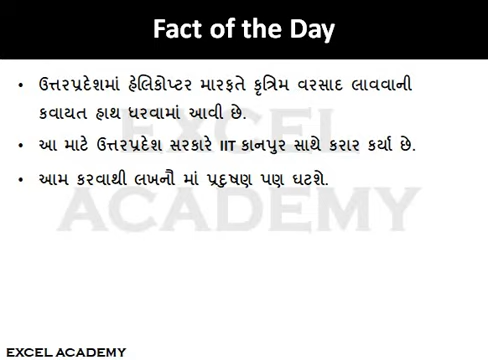 Fact of the Day
• ઉત્તરપ્રદેશમાં હેલિકોપ્ટર મારફતે કૃત્રિમ વરસાદ લાવવાની
કવાયત હાથ ધરવામાં આવી છે.
• આ માટે ઉત્તરપ્રદેશ સરકારે IIT કાનપુર સાથે કરાર કર્યા છે.
• આમ કરવાથી લખનૌ માં પ્રદુષણ પણ ઘટશે.
EXCEL
ACADEMY
EXCEL ACADEMY